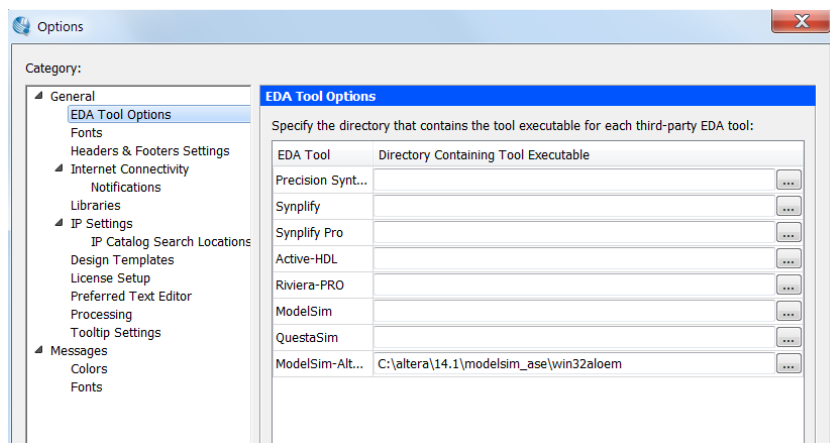 Options
Category:
General
EDA Tool Options
Fonts
Headers & Footers Settings
Internet Connectivity
Notifications
Libraries
IP Settings
IP Catalog Search Locations
Design Templates
License Setup
Preferred Text Editor
Processing
Tooltip Settings
Messages
Colors
Fonts
EDA Tool Options
Specify the directory that contains the tool executable for each third-party EDA tool:
EDA Tool Directory Containing Tool Executable
Precision Synt... ...
Synplify ...
Synplify Pro ...
Active-HDL ...
Riviera-PRO ...
ModelSim ...
QuestaSim ...
ModelSim-Alt... C:\altera\14.1\modelsim_ase\win32aloem ...